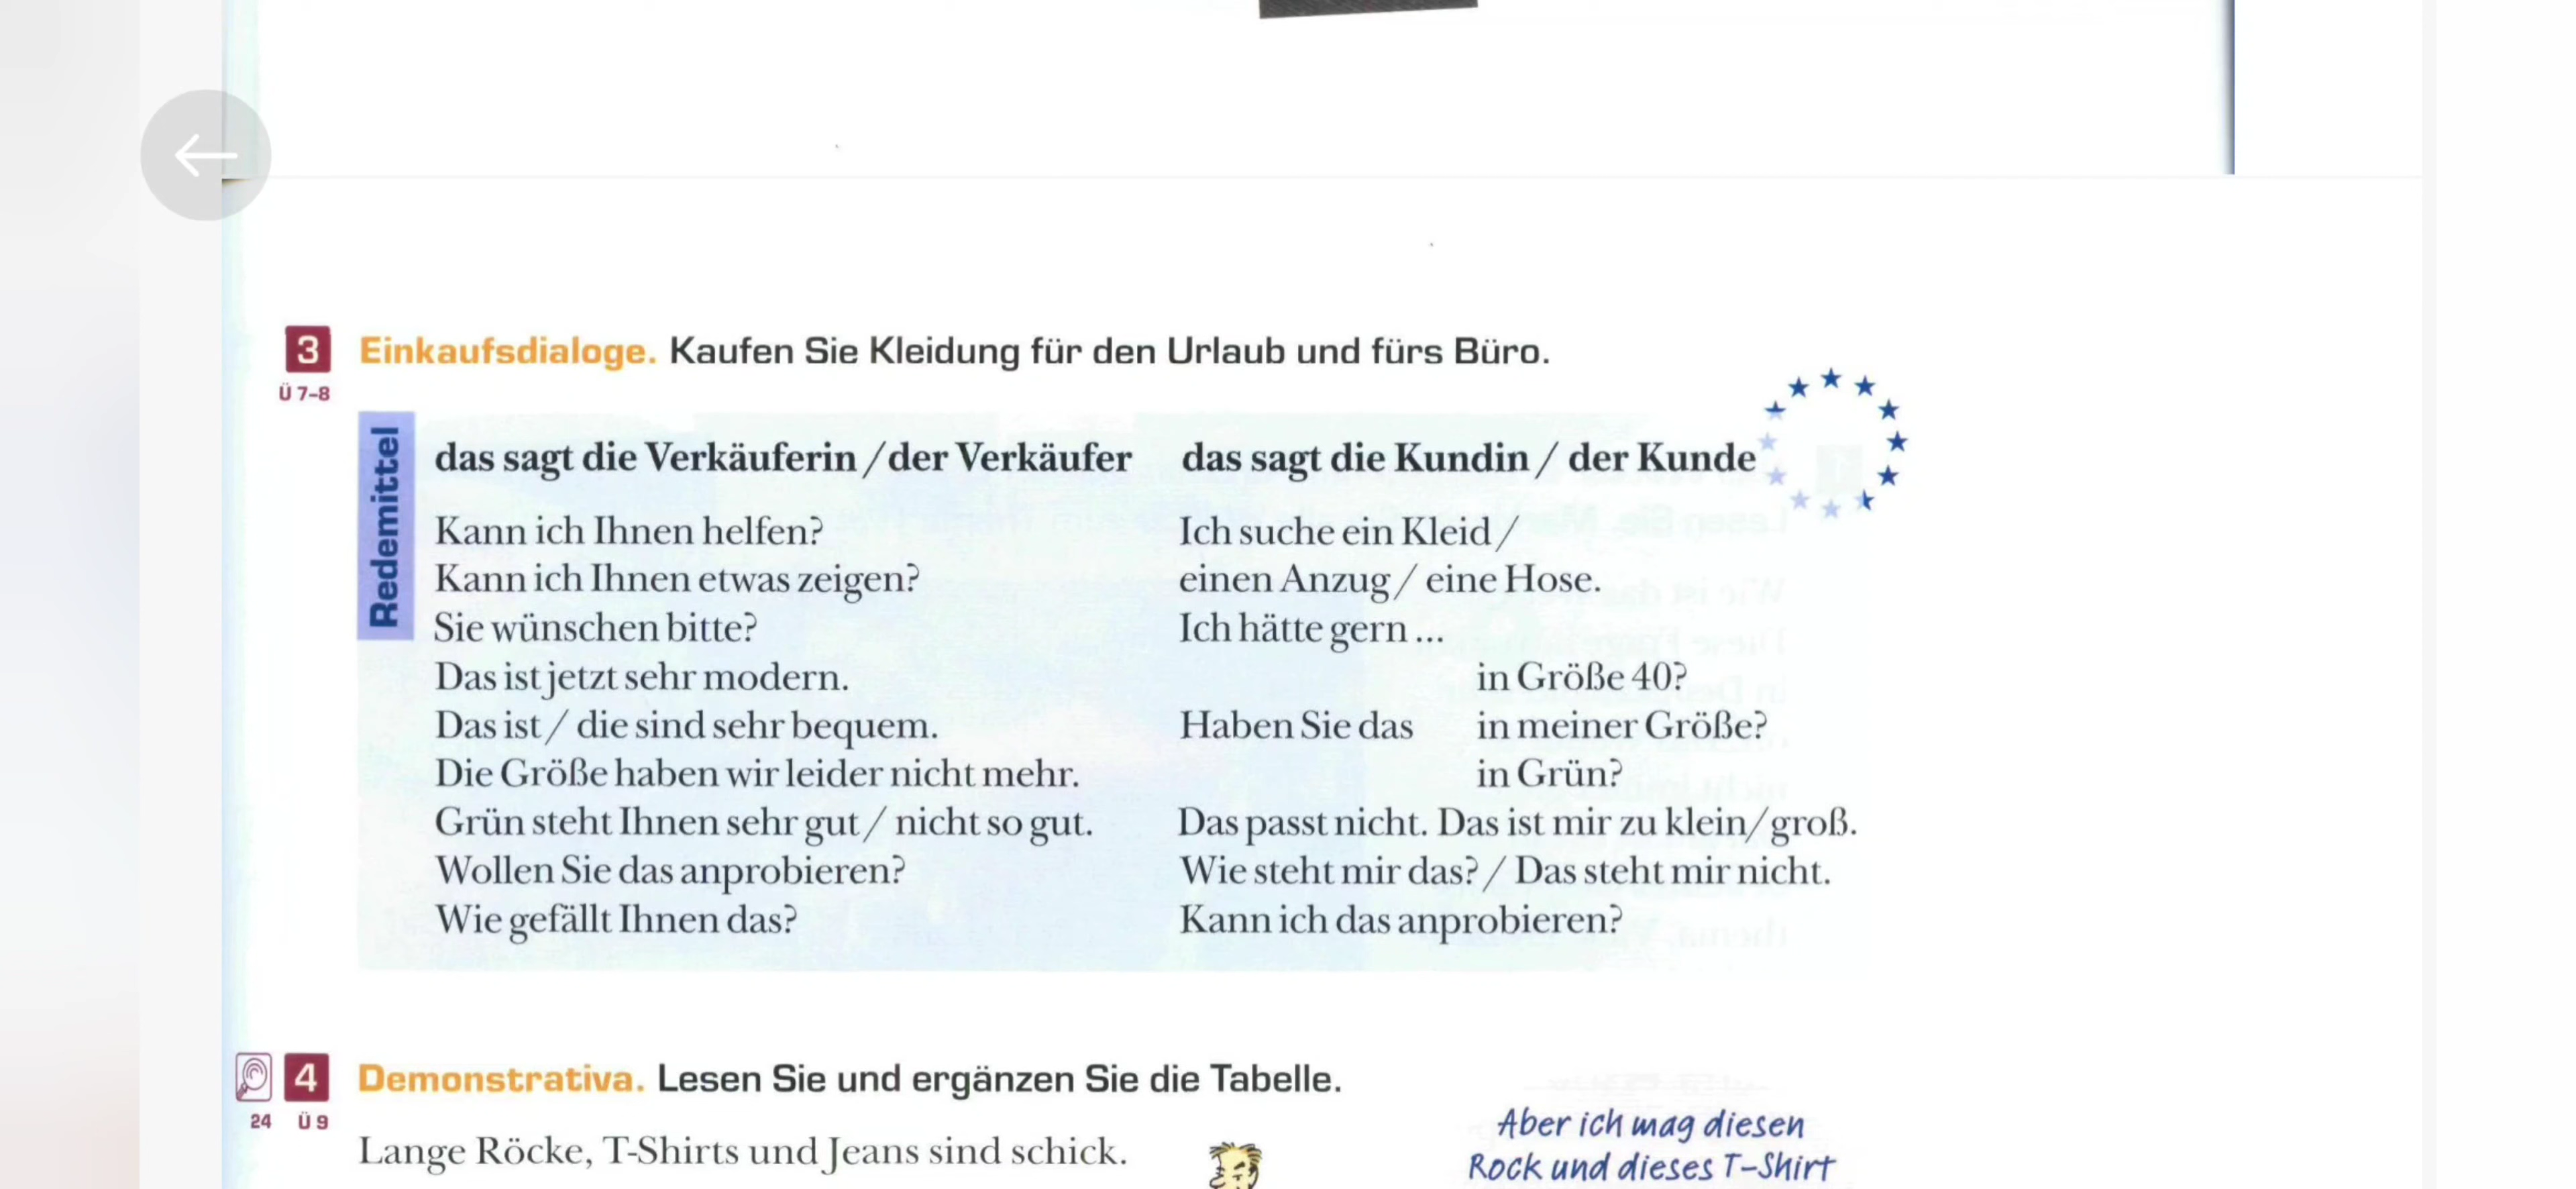 3 Einkaufsdialoge. Kaufen Sie Kleidung für den Urlaub und fürs Büro.
Ü 7-8
Redemittel
das sagt die Verkäuferin / der Verkäufer
Kann ich Ihnen helfen?
Kann ich Ihnen etwas zeigen?
Sie wünschen bitte?
Das ist jetzt sehr modern.
Das ist / die sind sehr bequem.
Die Größe haben wir leider nicht mehr.
Grün steht Ihnen sehr gut / nicht so gut.
Wollen Sie das anprobieren?
Wie gefällt Ihnen das?
das sagt die Kundin / der Kunde
Ich suche ein Kleid /
einen Anzug / eine Hose.
Ich hätte gern ...
in Größe 40?
Haben Sie das in meiner Größe?
in Grün?
Das passt nicht. Das ist mir zu klein/groß.
Wie steht mir das? / Das steht mir nicht.
Kann ich das anprobieren?
4 Demonstrativa. Lesen Sie und ergänzen Sie die Tabelle.
24 Ü 9
Lange Röcke, T-Shirts und Jeans sind schick.
Aber ich mag diesen
Rock und dieses T-Shirt